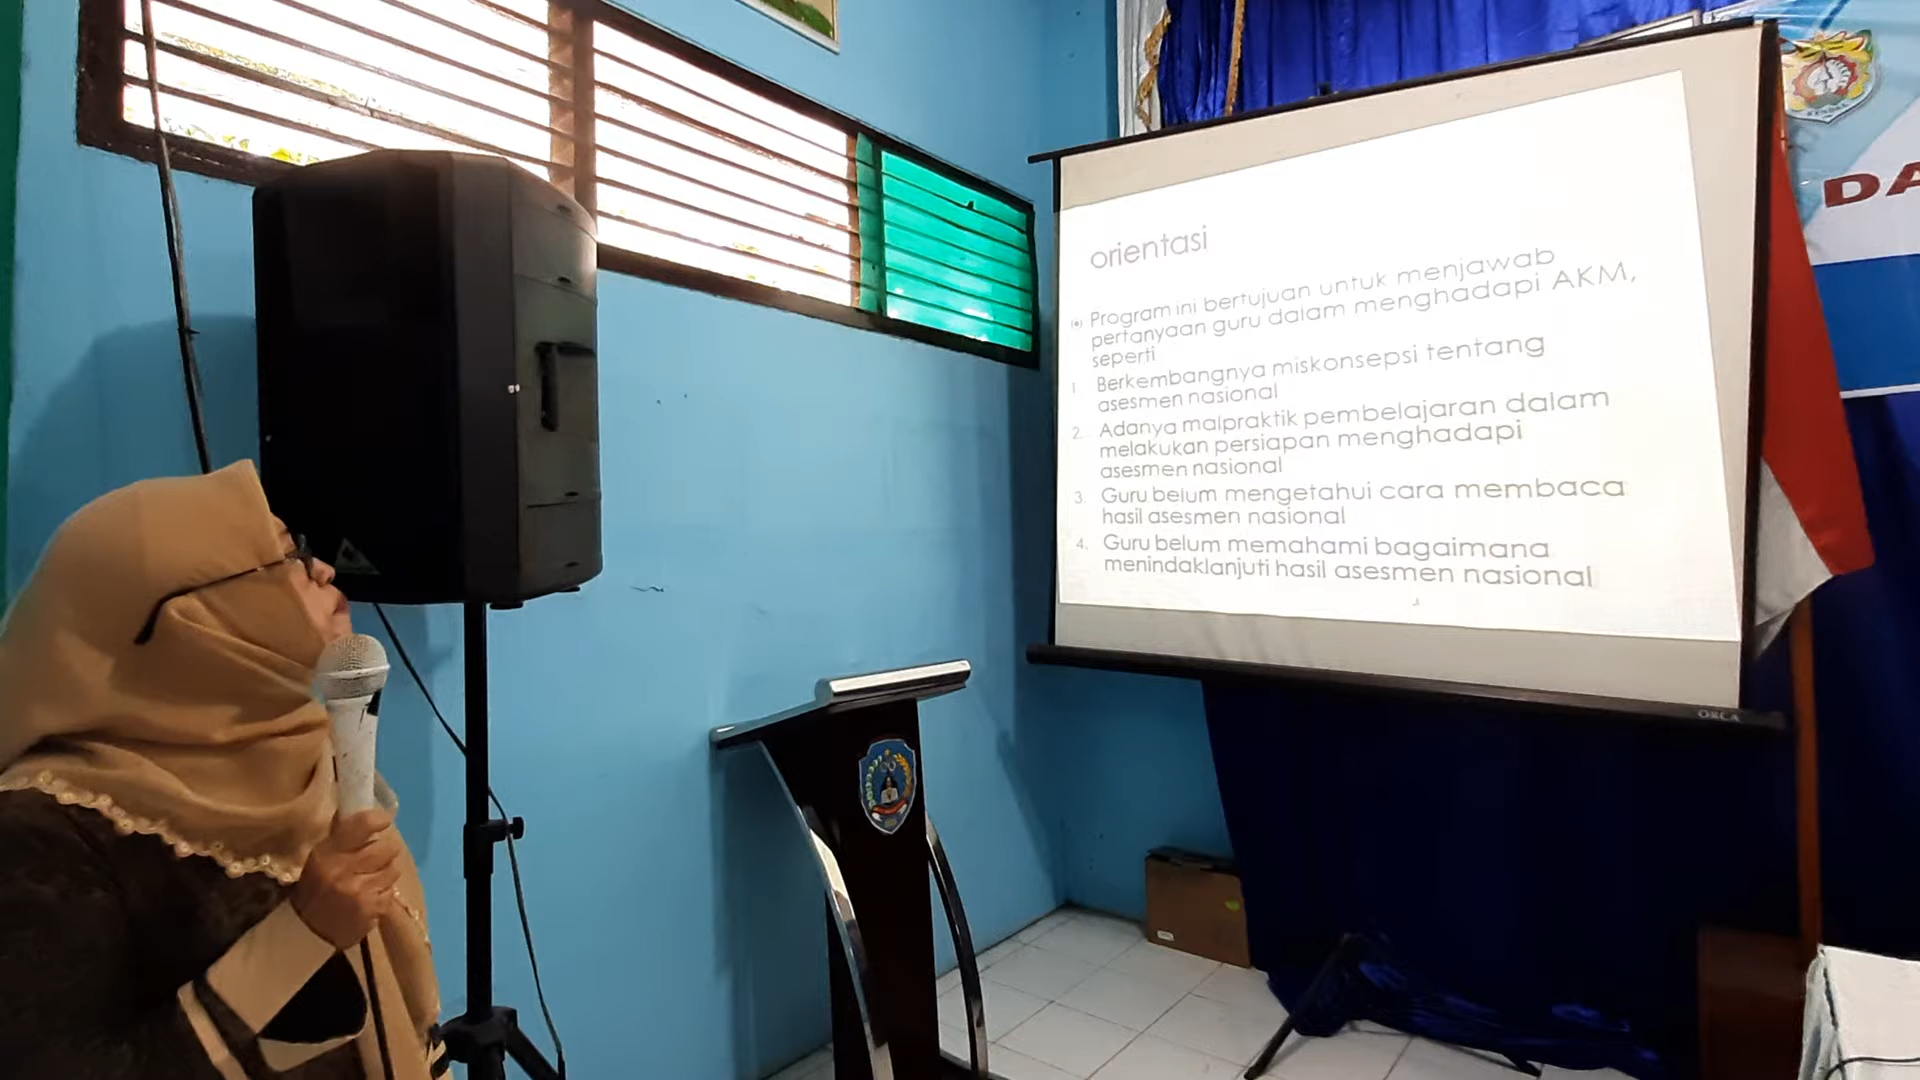 orientasi
Program ini bertujuan untuk menjawab
pertanyaan guru dalam menghadapi AKM,
seperti
1. Berkembangnya miskonsepsi tentang
asesmen nasional
2. Adanya malpraktik pembelajaran dalam
melakukan persiapan menghadapi
asesmen nasional
3. Guru belum mengetahui cara membaca
hasil asesmen nasional
4. Guru belum memahami bagaimana
menindaklanjuti hasil asesmen nasional
DA
ORCA